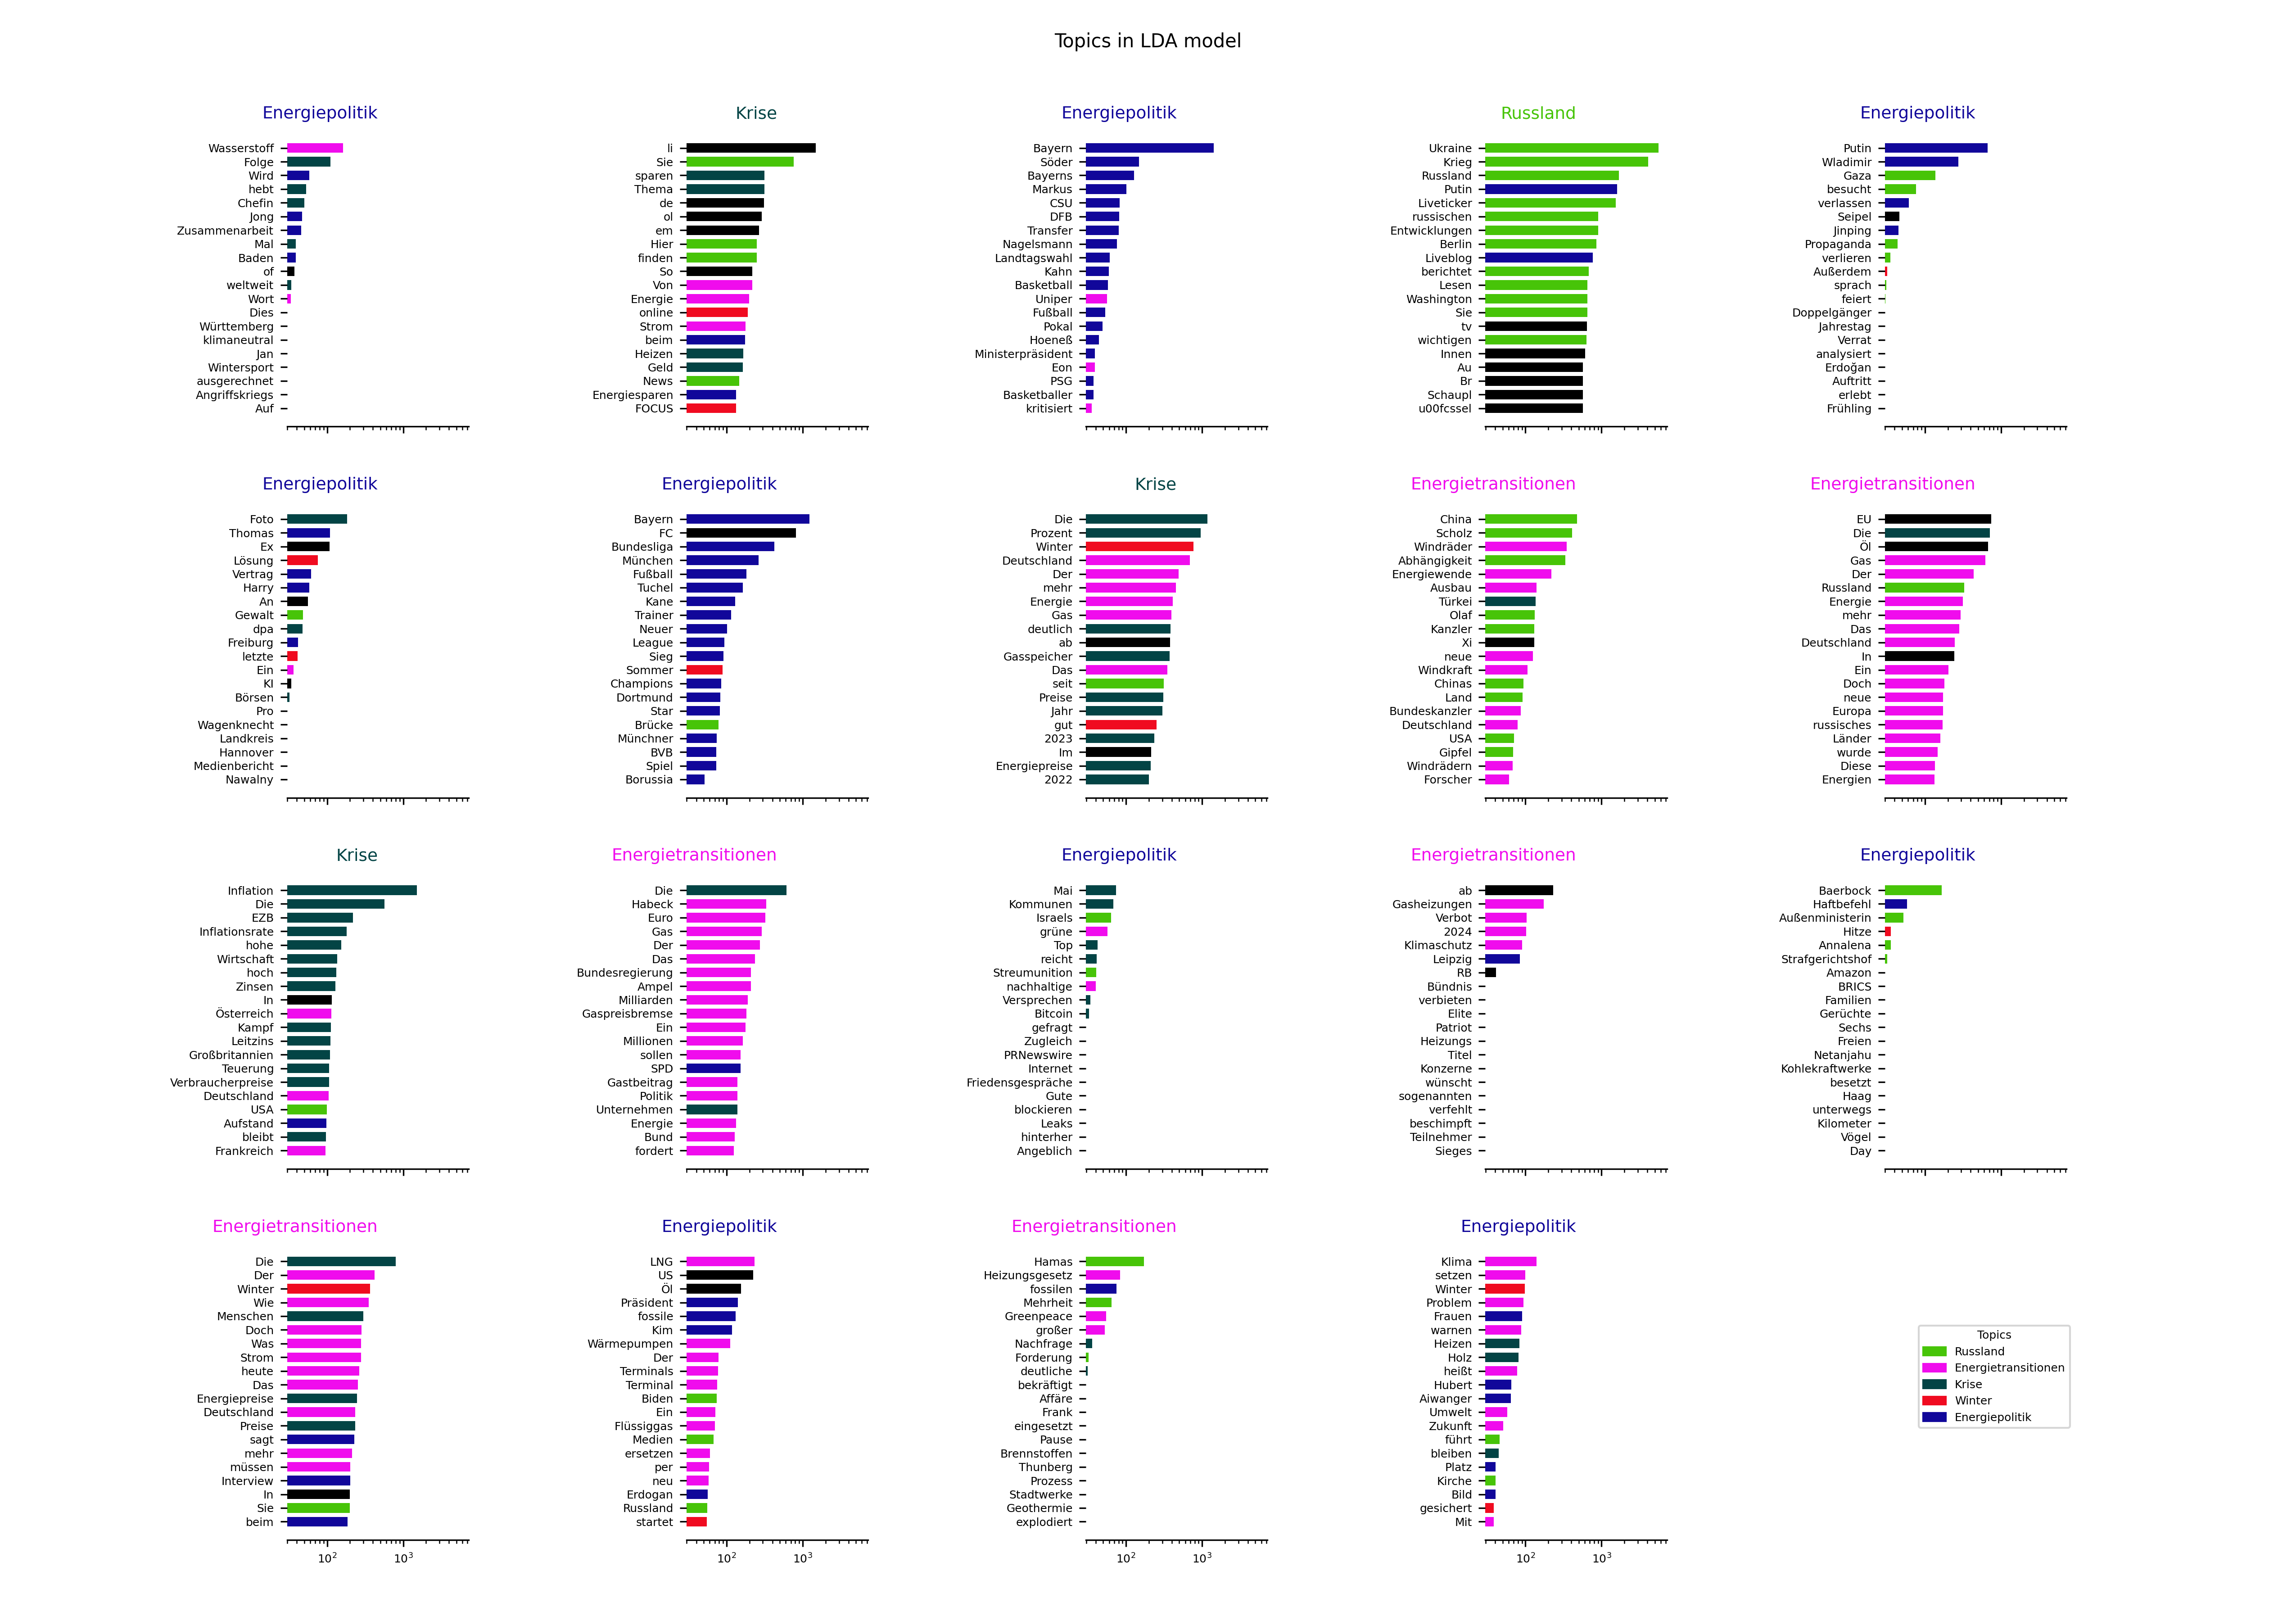 Topics in LDA model
Energiepolitik
Wasserstoff
Folge
Wird
hebt
Chefin
Jong
Zusammenarbeit
Mal
Baden
of
weltweit
Wort
Dies
Württemberg
klimaneutral
Jan
Wintersport
ausgerechnet
Angriffskriegs
Auf
Krise
li
Sie
sparen
Thema
de
ol
em
Hier
finden
So
Von
Energie
online
Strom
beim
Heizen
Geld
News
Energiesparen
FOCUS
Energiepolitik
Bayern
Söder
Bayerns
Markus
CSU
DFB
Transfer
Nagelsmann
Landtagswahl
Kahn
Basketball
Uniper
Fußball
Pokal
Hoeneß
Ministerpräsident
Eon
PSG
Basketballer
kritisiert
Russland
Ukraine
Krieg
Russland
Putin
Liveticker
russischen
Entwicklungen
Berlin
Liveblog
berichtet
Lesen
Washington
Sie
tv
wichtigen
Innen
Au
Br
Schaupl
u00fcssel
Energiepolitik
Putin
Wladimir
Gaza
besucht
verlassen
Seipel
Jinping
Propaganda
verlieren
Außerdem
sprach
feiert
Doppelgänger
Jahrestag
Verrat
analysiert
Erdoğan
Auftritt
erlebt
Frühling
Energiepolitik
Foto
Thomas
Ex
Lösung
Vertrag
Harry
An
Gewalt
dpa
Freiburg
letzte
Ein
KI
Börsen
Pro
Wagenknecht
Landkreis
Hannover
Medienbericht
Nawalny
Energiepolitik
Bayern
FC
Bundesliga
München
Fußball
Tuchel
Kane
Trainer
Neuer
League
Sieg
Sommer
Champions
Dortmund
Star
Brücke
Münchner
BVB
Spiel
Borussia
Krise
Die
Prozent
Winter
Deutschland
Der
mehr
Energie
Gas
deutlich
ab
Gasspeicher
Das
seit
Preise
Jahr
gut
2023
Im
Energiepreise
2022
Energietransitionen
China
Scholz
Windräder
Abhängigkeit
Energiewende
Ausbau
Türkei
Olaf
Kanzler
Xi
neue
Windkraft
Chinas
Land
Bundeskanzler
Deutschland
USA
Gipfel
Windrädern
Forscher
Energietransitionen
EU
Die
Öl
Gas
Der
Russland
Energie
mehr
Das
Deutschland
In
Ein
Doch
neue
Europa
russisches
Länder
wurde
Diese
Energien
Krise
Inflation
Die
EZB
Inflationsrate
hohe
Wirtschaft
hoch
Zinsen
In
Österreich
Kampf
Leitzins
Großbritannien
Teuerung
Verbraucherpreise
Deutschland
USA
Aufstand
bleibt
Frankreich
Energietransitionen
Die
Habeck
Euro
Gas
Der
Das
Bundesregierung
Ampel
Milliarden
Gaspreisbremse
Ein
Millionen
sollen
SPD
Gastbeitrag
Politik
Unternehmen
Energie
Bund
fordert
Energiepolitik
Mai
Kommunen
Israels
grüne
Top
reicht
Streumunition
nachhaltige
Versprechen
Bitcoin
gefragt
Zugleich
PRNewswire
Internet
Friedensgespräche
Gute
blockieren
Leaks
hinterher
Angeblich
Energietransitionen
ab
Gasheizungen
Verbot
2024
Klimaschutz
Leipzig
RB
Bündnis
verbieten
Elite
Patriot
Heizungs
Titel
Konzerne
wünscht
sogenannten
verfehlt
beschimpft
Teilnehmer
Sieges
Energiepolitik
Baerbock
Haftbefehl
Außenministerin
Hitze
Annalena
Strafgerichtshof
Amazon
BRICS
Familien
Gerüchte
Sechs
Freien
Netanjahu
Kohlekraftwerke
besetzt
Haag
unterwegs
Kilometer
Vögel
Day
Energietransitionen
Die
Der
Winter
Wie
Menschen
Doch
Was
Strom
heute
Das
Energiepreise
Deutschland
Preise
sagt
mehr
müssen
Interview
In
Sie
beim
10²
10³
Energiepolitik
LNG
US
Öl
Präsident
fossile
Kim
Wärmepumpen
Der
Terminals
Terminal
Biden
Ein
Flüssiggas
Medien
ersetzen
per
neu
Erdogan
Russland
startet
10²
10³
Energietransitionen
Hamas
Heizungsgesetz
fossilen
Mehrheit
Greenpeace
großer
Nachfrage
Forderung
deutliche
bekräftigt
Affäre
Frank
eingesetzt
Pause
Brennstoffen
Thunberg
Prozess
Stadtwerke
Geothermie
explodiert
10²
10³
Energiepolitik
Klima
setzen
Winter
Problem
Frauen
warnen
Heizen
Holz
heißt
Hubert
Aiwanger
Umwelt
Zukunft
führt
bleiben
Platz
Kirche
Bild
gesichert
Mit
10²
10³
Topics
Russland
Energietransitionen
Krise
Winter
Energiepolitik